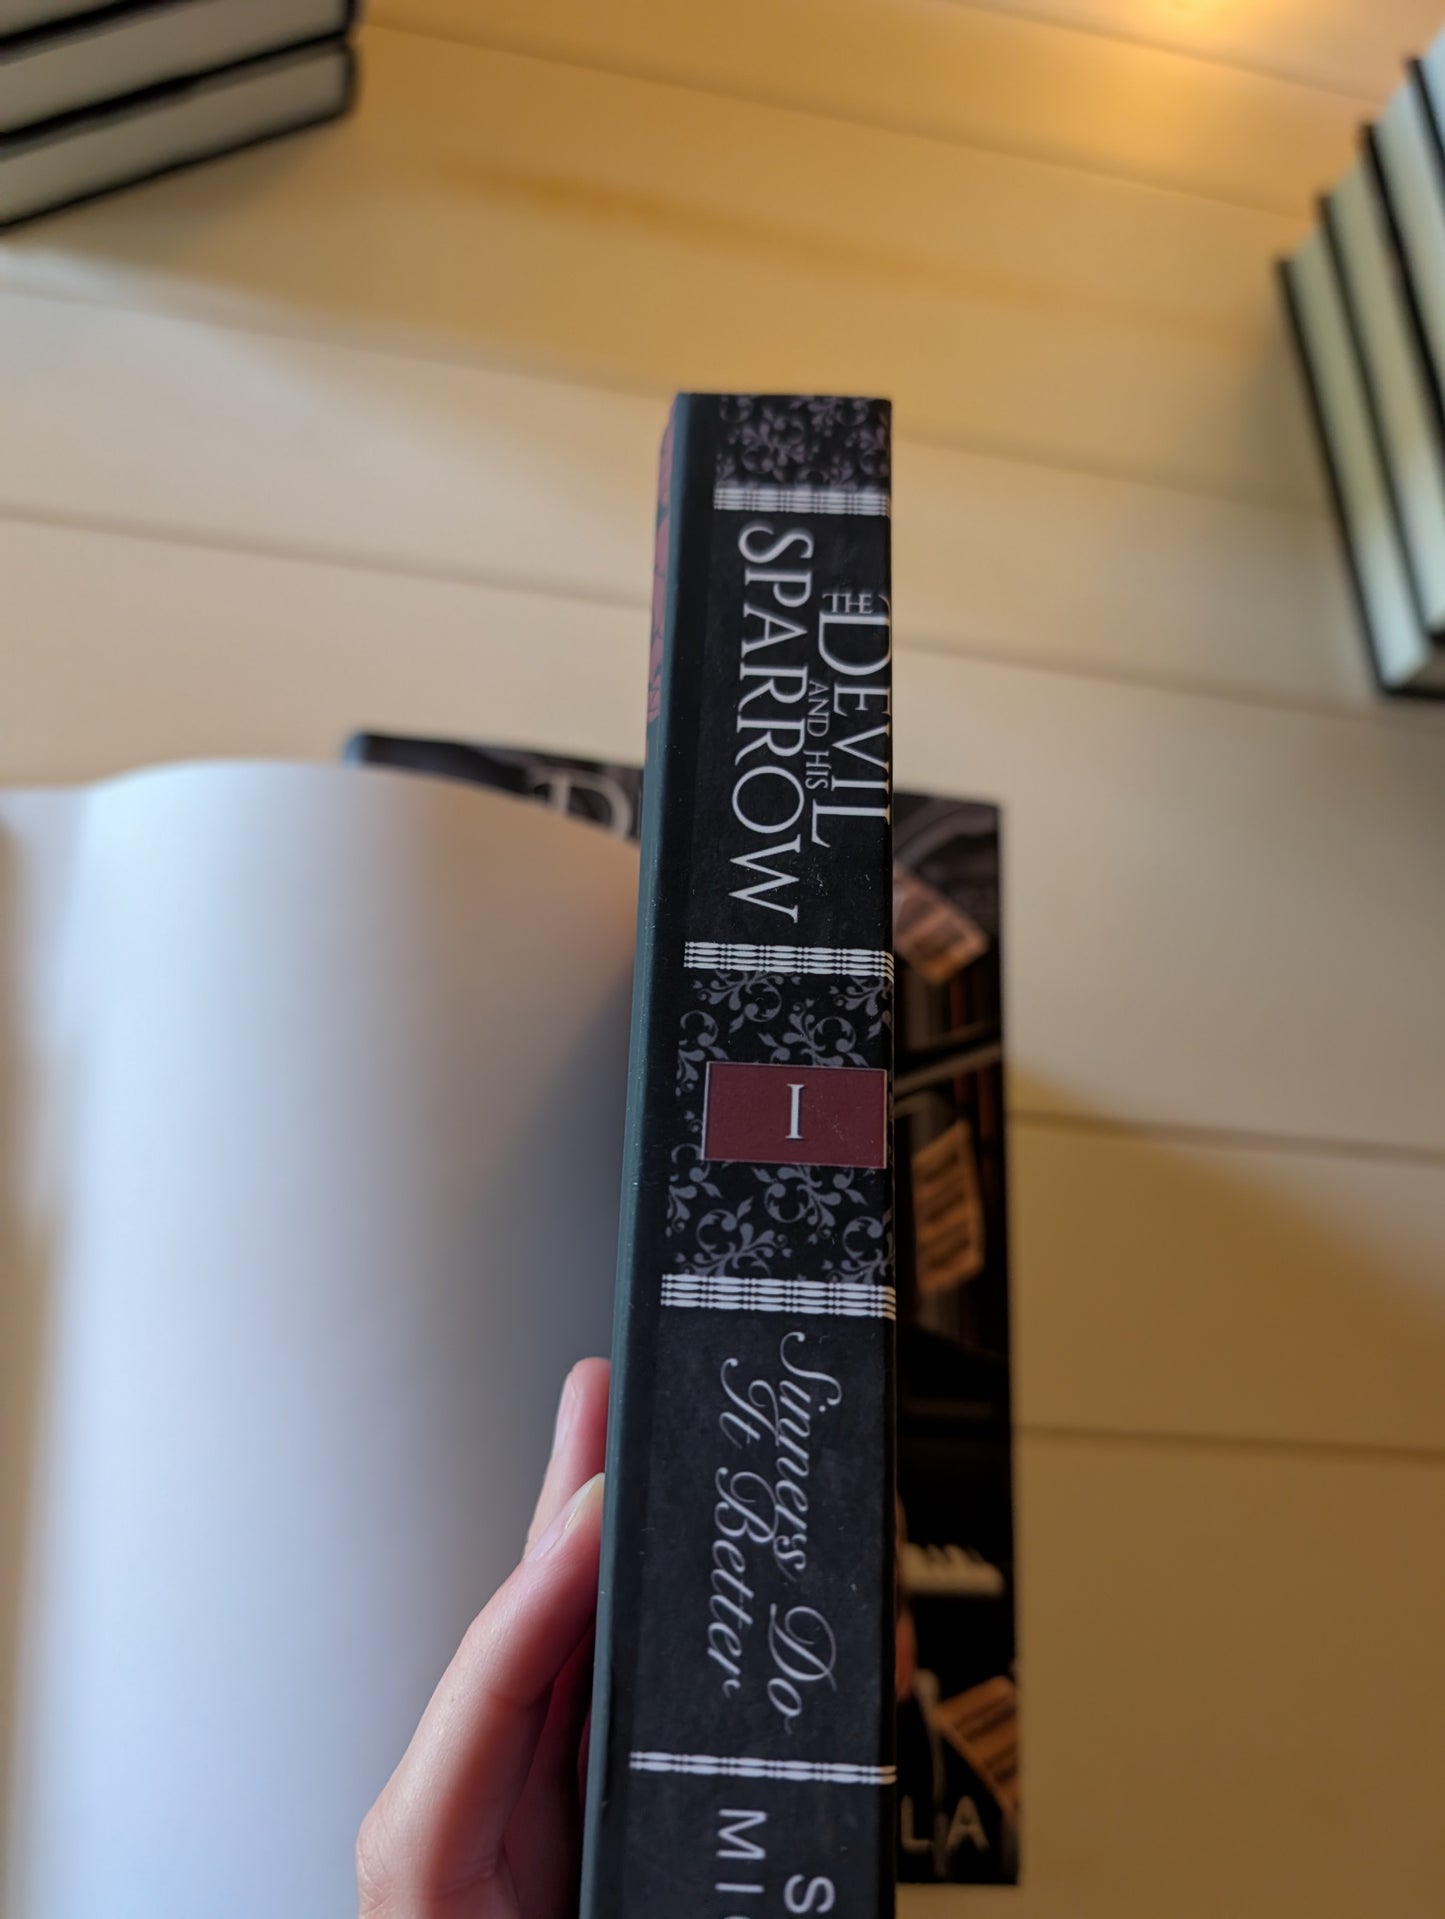 THE
DEVIL
AND HIS
SPARROW
I
Sinners Do
It Better